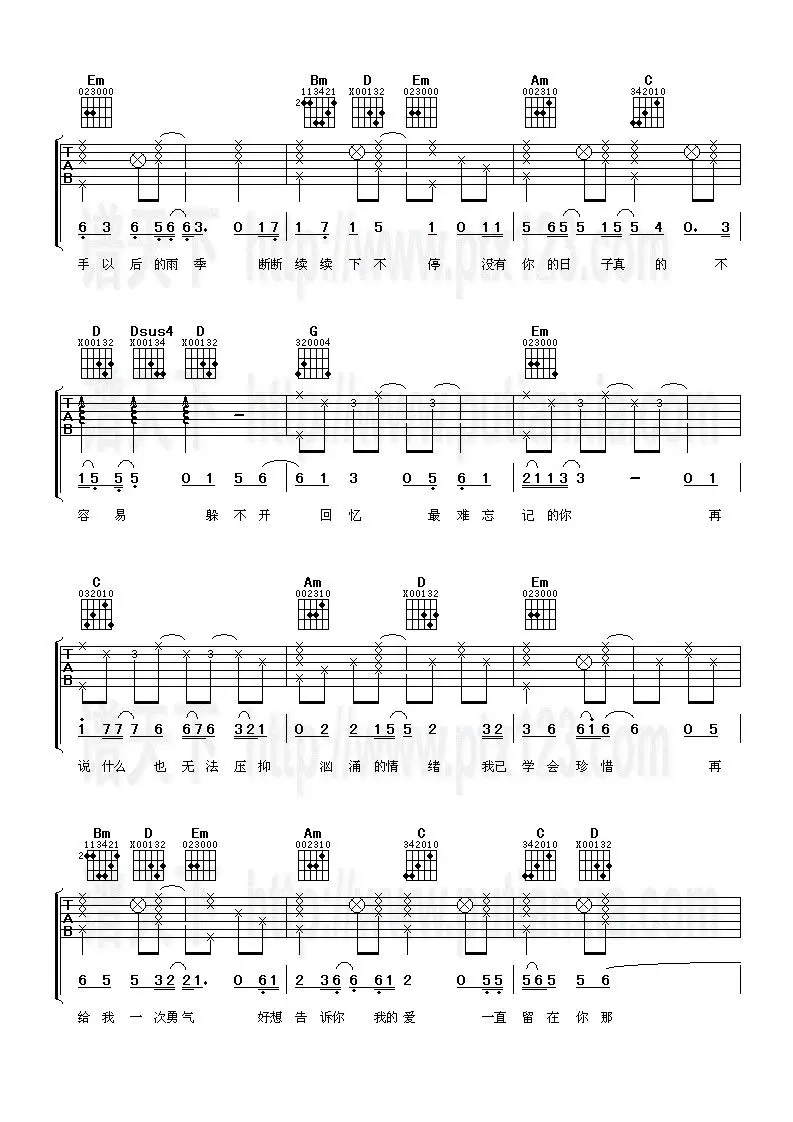 Em Bm D Em Am C
023000 113421 X00132 023000 002310 342010
2
T A B
6 3 6 5 6 6 3. 0 1 7 1 7 1 5 1 0 1 1 5 6 5 5 1 5 5 4 0. 3
手 以 后 的雨 季 断断 续 续 下 不 停 没有 你 的 日 子真 的 不
D Dsus4 D G Em
X00132 X00134 X00132 320004 023000
T A B
1 5 5 5 0 1 5 6 6 1 3 0 5 6 1 2 1 1 3 3 – 0 1
容 易 躲 不 开 回 忆 最 难 忘 记 的你 再
C Am D Em
032010 002310 X00132 023000
T A B
3 3
1 7 7 7 6 6 7 6 3 2 1 0 2 2 1 5 5 2 3 2 3 6 6 1 6 6 0 5
说 什么 也 无 法 压 抑 汹 涌 的情 绪 我已 学 会 珍 惜 再
Bm D Em Am C C D
113421 X00132 023000 002310 342010 342010 X00132
2
T A B
6 5 5 3 2 2 1. 0 6 1 2 3 6 6 6 1 2 0 5 5 5 6 5 5 6
给 我 一 次勇 气 好想 告 诉你 我的 爱 一直 留 在 你 那